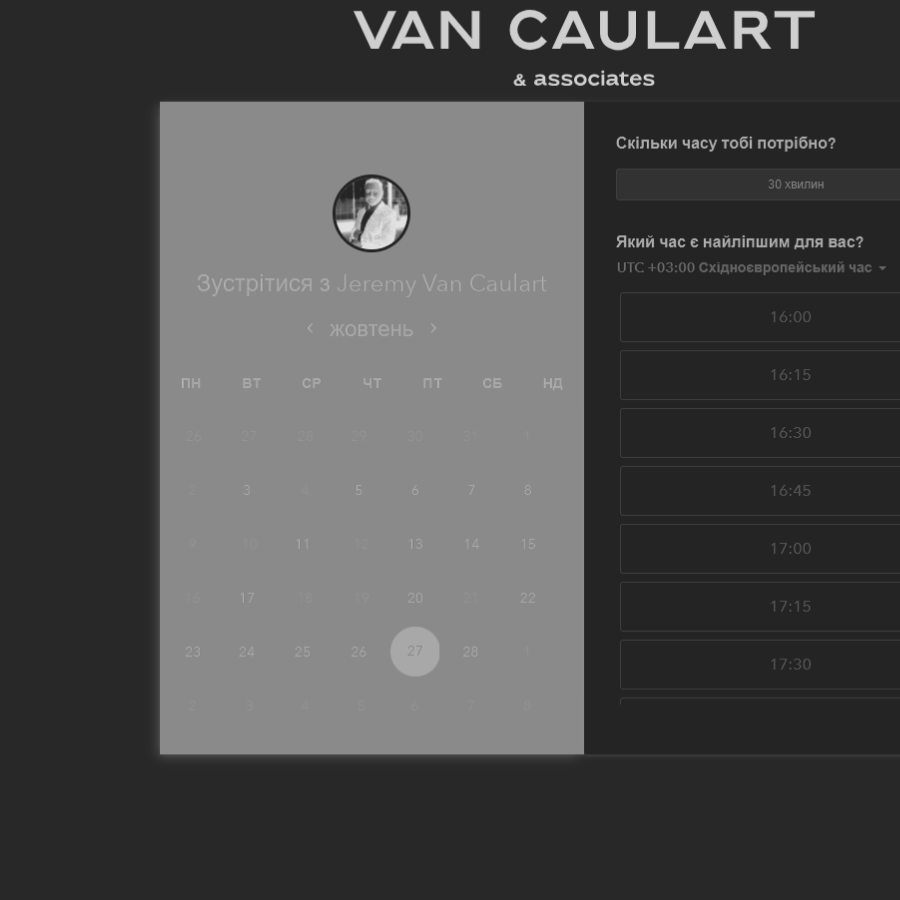 VAN CAULART
& associates
Зустрітися з Jeremy Van Caulart
‹ жовтень ›
ПН ВТ СР ЧТ ПТ СБ НД
26 27 28 29 30 31 1
2 3 4 5 6 7 8
9 10 11 12 13 14 15
16 17 18 19 20 21 22
23 24 25 26 27 28 1
2 3 4 5 6 7 8
Скільки часу тобі потрібно?
30 хвилин
Який час є найліпшим для вас?
UTC +03:00 Східноєвропейський час
16:00
16:15
16:30
16:45
17:00
17:15
17:30